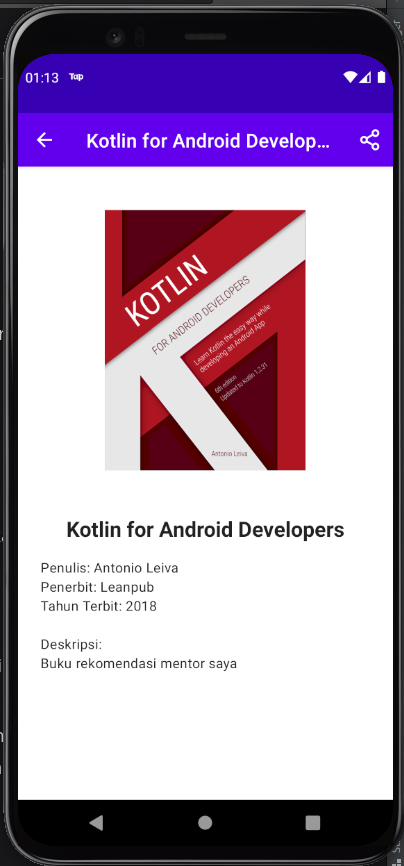 01:13 Tap
Kotlin for Android Develop...
KOTLIN
FOR ANDROID DEVELOPERS
Learn Kotlin the easy way while
developing an Android App
6th edition
Updated to Kotlin 1.2.31
Antonio Leiva
Kotlin for Android Developers
Penulis: Antonio Leiva
Penerbit: Leanpub
Tahun Terbit: 2018
Deskripsi:
Buku rekomendasi mentor saya